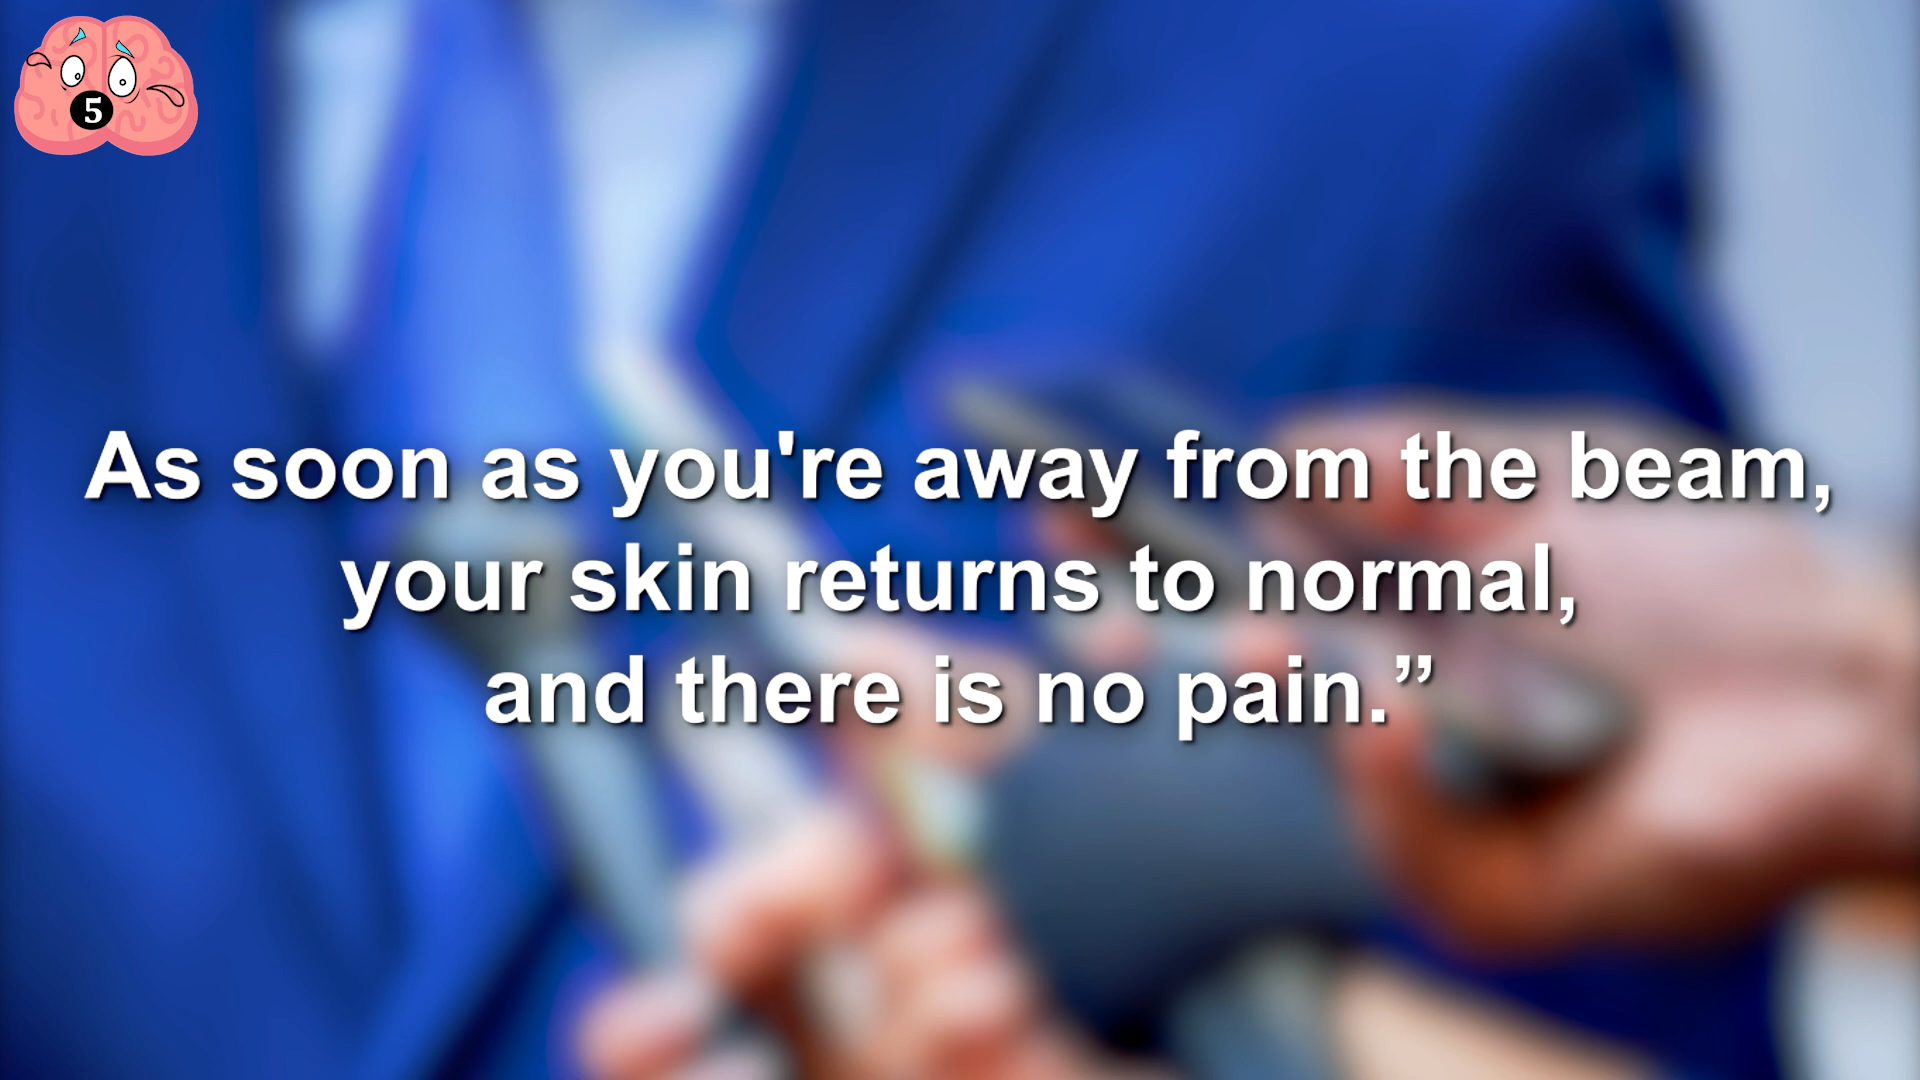 5
As soon as you're away from the beam,
your skin returns to normal,
and there is no pain.”